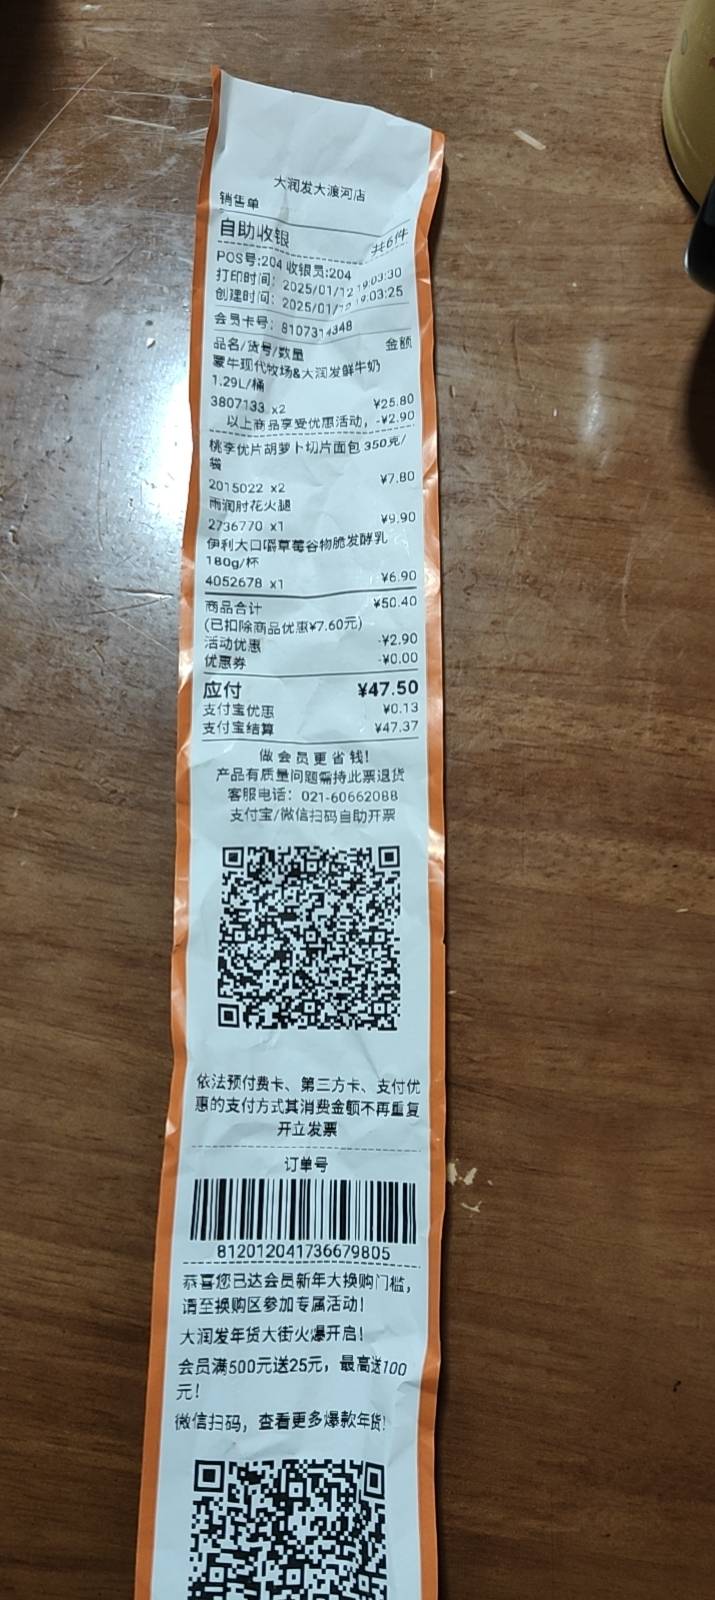 大润发大渡河店
销售单
自助收银 共6件
POS号:204 收银员:204
打印时间: 2025/01/12 19:03:30
创建时间: 2025/01/12 19:03:25
会员卡号: 8107314348
品名/货号/数量 金额
蒙牛现代牧场&大润发鲜牛奶
1.29L/桶
3807133 x2 ¥25.80
以上商品享受优惠活动, -¥2.90
桃李优片胡萝卜切片面包 350克/
袋
2015022 x2 ¥7.80
雨润肘花火腿
2736770 x1 ¥9.90
伊利大口嚼草莓谷物脆发酵乳
180g/杯
4052678 x1 ¥6.90
商品合计 ¥50.40
(已扣除商品优惠¥7.60元)
活动优惠 -¥2.90
优惠券 -¥0.00
应付 ¥47.50
支付宝优惠 ¥0.13
支付宝结算 ¥47.37
做会员更省钱!
产品有质量问题需持此票退货
客服电话: 021-60662088
支付宝/微信扫码自助开票
依法预付费卡、第三方卡、支付优
惠的支付方式其消费金额不再重复
开立发票
订单号
812012041736679805
恭喜您已达会员新年大换购门槛,
请至换购区参加专属活动!
大润发年货大街火爆开启!
会员满500元送25元, 最高送100
元!
微信扫码, 查看更多爆款年货!